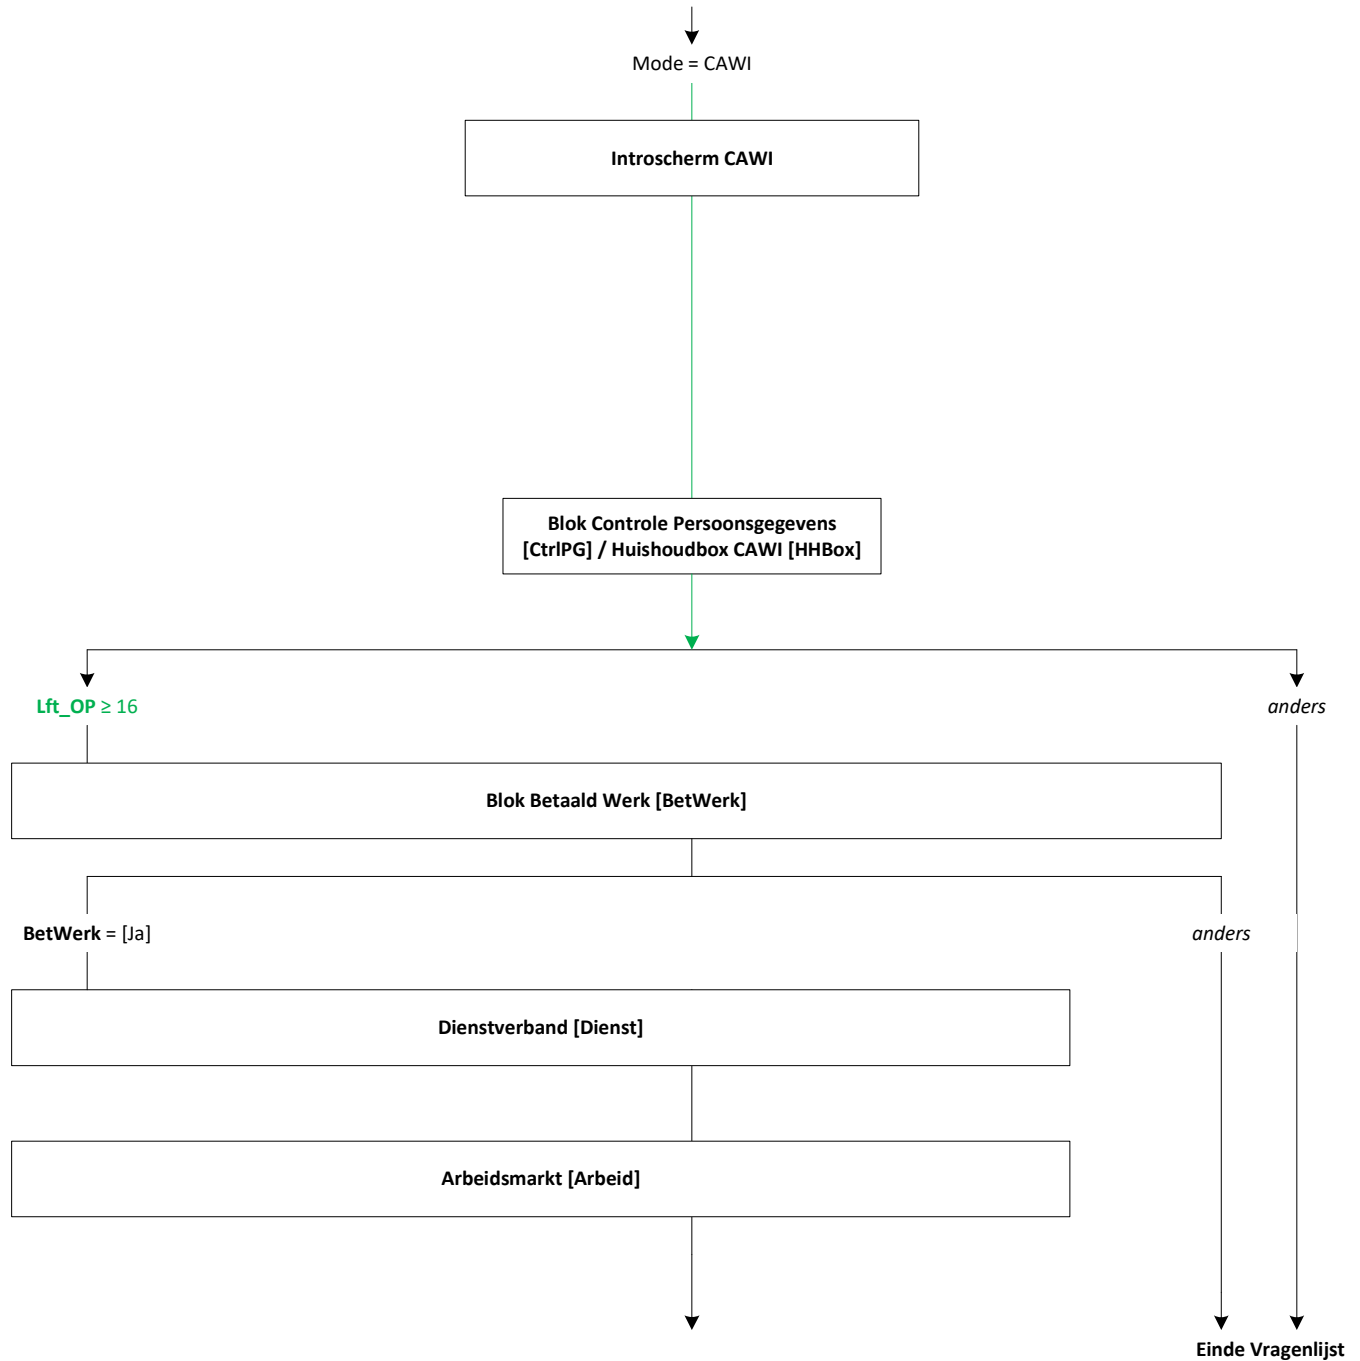 Mode = CAWI
Introscherm CAWI
Blok Controle Persoonsgegevens
[CtrlPG] / Huishoudbox CAWI [HHBox]
Lft_OP ≥ 16
anders
Blok Betaald Werk [BetWerk]
BetWerk = [Ja]
anders
Dienstverband [Dienst]
Arbeidsmarkt [Arbeid]
Einde Vragenlijst